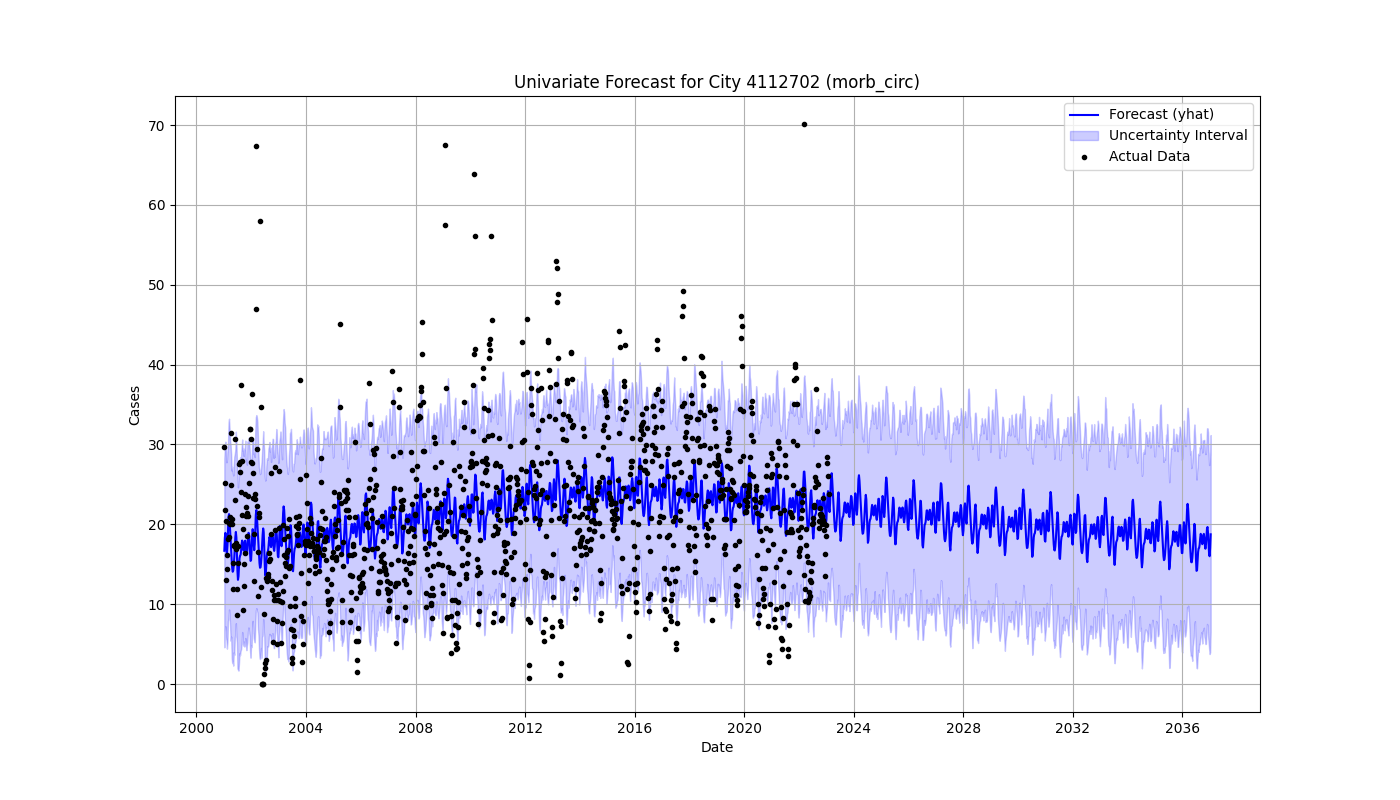 Univariate Forecast for City 4112702 (morb_circ)
Forecast (yhat)
Uncertainty Interval
Actual Data
Cases
70
60
50
40
30
20
10
0
2000 2004 2008 2012 2016 2020 2024 2028 2032 2036
Date